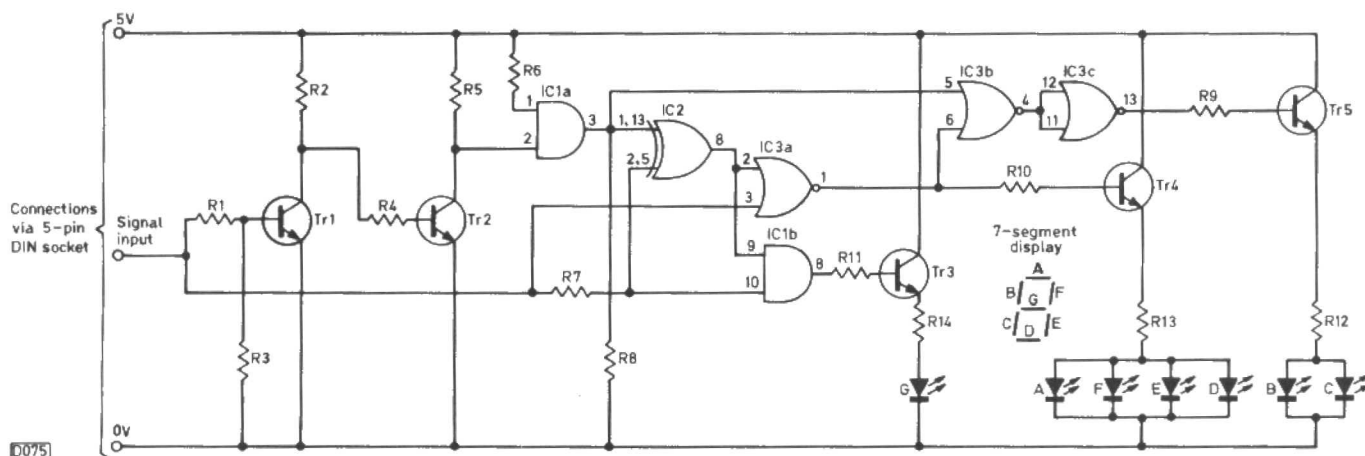 5V
R2
R5
R6
IC1a
1
2
3
1,13
2,5
IC2
8
2
3
IC3a
1
5
6
IC3b
4
IC3c
12
11
13
R9
Tr5
R10
Tr4
Connections
via 5-pin
DIN socket
Signal
input
R1
Tr1
R4
Tr2
R7
9
10
IC1b
8
R11
Tr3
7-segment
display
A
B
F
G
C
E
D
R3
R8
R14
R13
R12
G
A
F
E
D
B
C
0V
D075